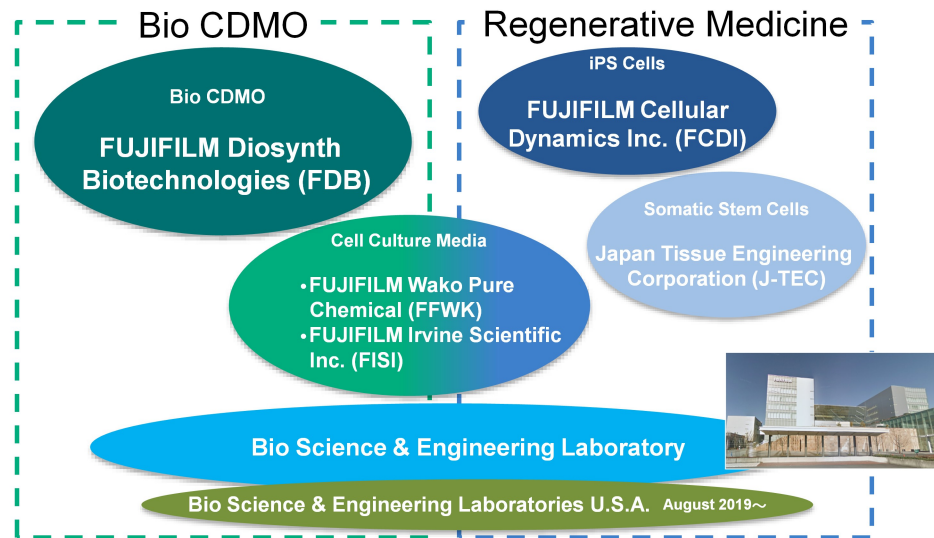 Bio CDMO
Regenerative Medicine
Bio CDMO
FUJIFILM Diosynth
Biotechnologies (FDB)
iPS Cells
FUJIFILM Cellular
Dynamics Inc. (FCDI)
Somatic Stem Cells
Japan Tissue Engineering
Corporation (J-TEC)
Cell Culture Media
•FUJIFILM Wako Pure
Chemical (FFWK)
•FUJIFILM Irvine Scientific
Inc. (FISI)
Bio Science & Engineering Laboratory
Bio Science & Engineering Laboratories U.S.A. August 2019～